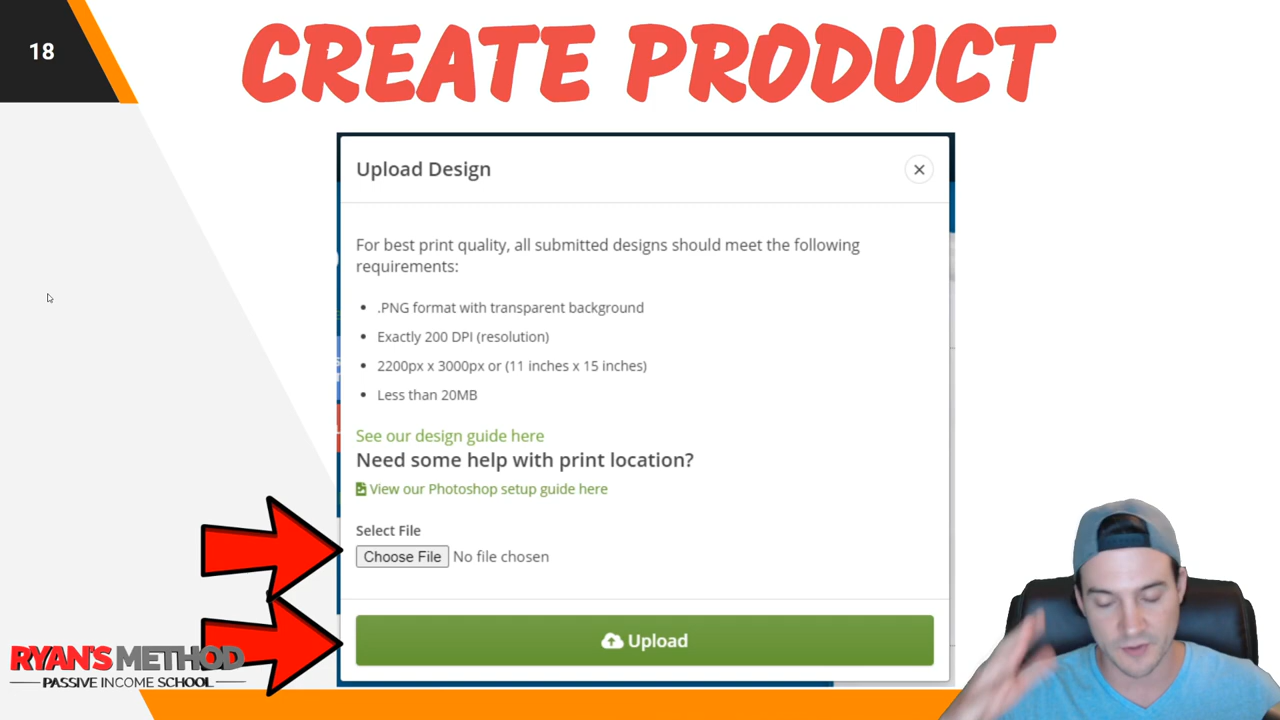 18
CREATE PRODUCT
Upload Design
For best print quality, all submitted designs should meet the following
requirements:
.PNG format with transparent background
Exactly 200 DPI (resolution)
2200px x 3000px or (11 inches x 15 inches)
Less than 20MB
See our design guide here
Need some help with print location?
View our Photoshop setup guide here
Select File
Choose File No file chosen
Upload
RYAN'S METHOD
PASSIVE INCOME SCHOOL